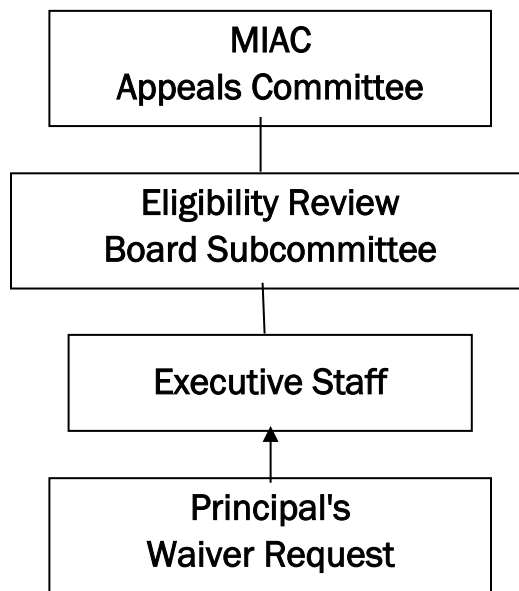 MIAC
Appeals Committee
Eligibility Review
Board Subcommittee
Executive Staff
Principal's
Waiver Request